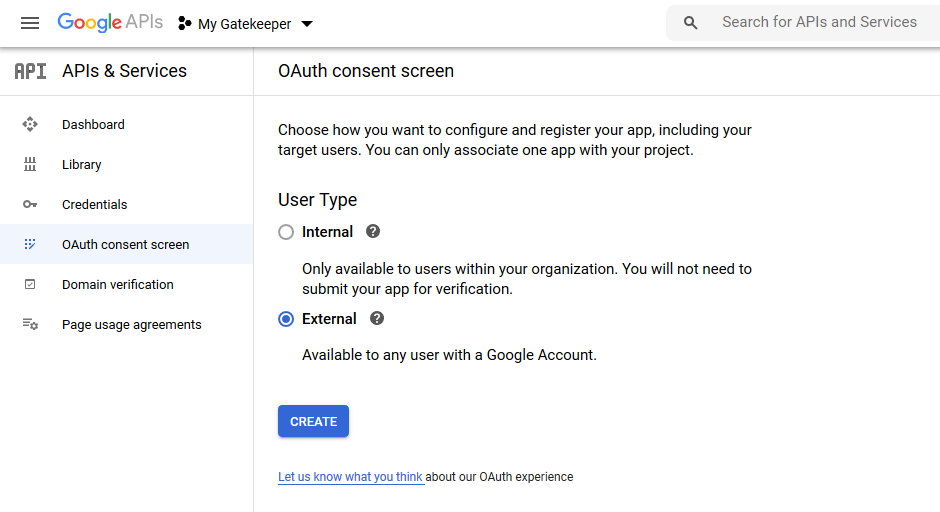 Google APIs My Gatekeeper Search for APIs and Services
API APIs & Services
OAuth consent screen
Dashboard
Library
Credentials
OAuth consent screen
Domain verification
Page usage agreements
Choose how you want to configure and register your app, including your
target users. You can only associate one app with your project.
User Type
Internal ?
Only available to users within your organization. You will not need to
submit your app for verification.
External ?
Available to any user with a Google Account.
CREATE
Let us know what you think about our OAuth experience